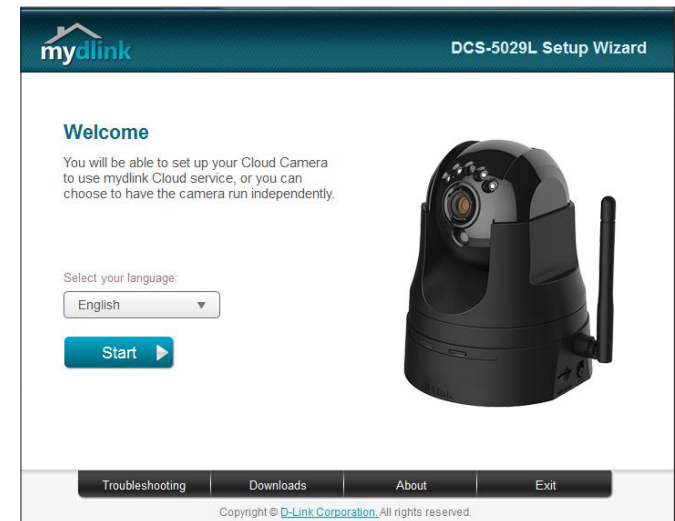 mydlink
DCS-5029L Setup Wizard
Welcome
You will be able to set up your Cloud Camera
to use mydlink Cloud service, or you can
choose to have the camera run independently.
Select your language:
English
Start
D-Link
Troubleshooting Downloads About Exit
Copyright © D-Link Corporation. All rights reserved.